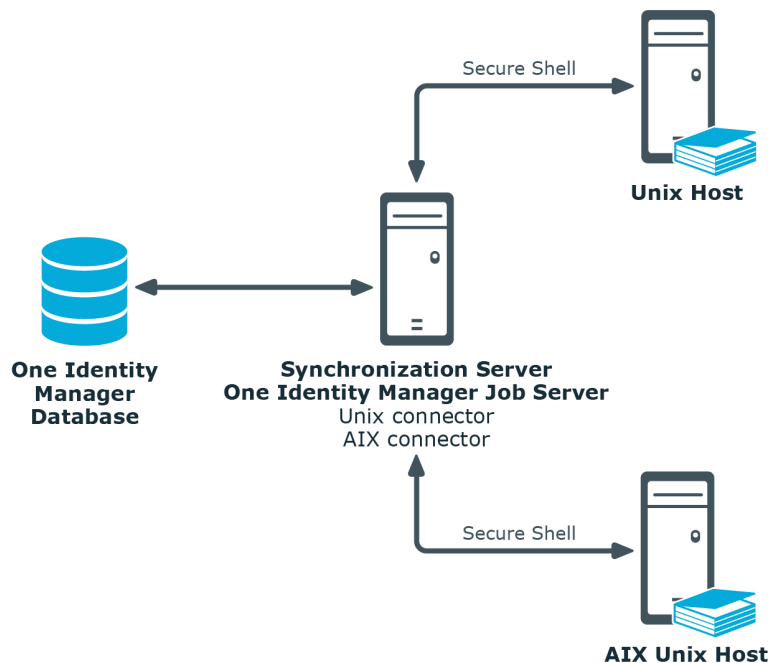 Secure Shell
Unix Host
One Identity
Manager
Database
Synchronization Server
One Identity Manager Job Server
Unix connector
AIX connector
Secure Shell
AIX Unix Host